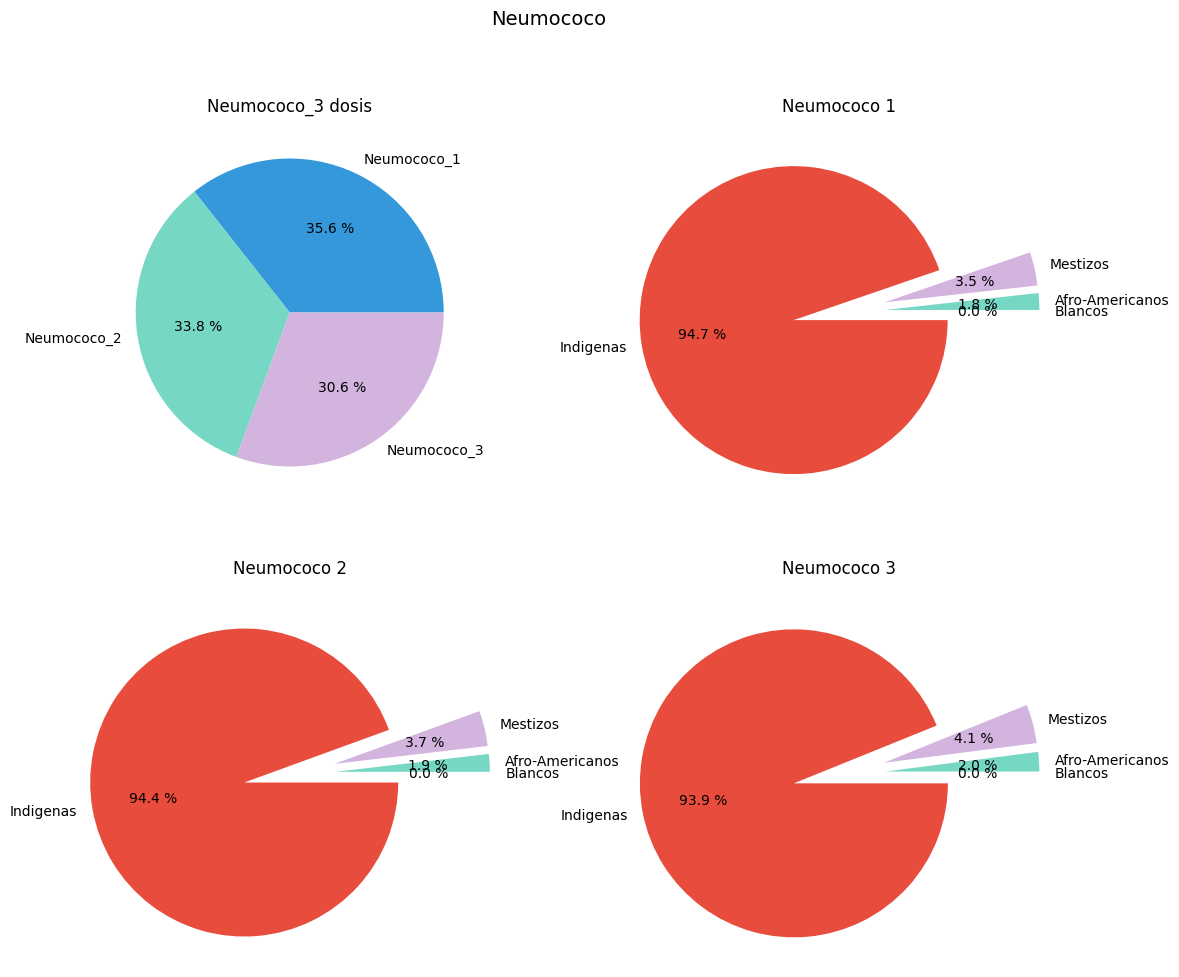 Neumococo
Neumococo_3 dosis
Neumococo_1
35.6 %
33.8 %
Neumococo_2
30.6 %
Neumococo_3
Neumococo 1
Mestizos
3.5 %
Afro-Americanos
1.8 %
Blancos
0.0 %
94.7 %
Indigenas
Neumococo 2
Mestizos
3.7 %
Afro-Americanos
1.9 %
Blancos
0.0 %
94.4 %
Indigenas
Neumococo 3
Mestizos
4.1 %
Afro-Americanos
2.0 %
Blancos
0.0 %
93.9 %
Indigenas